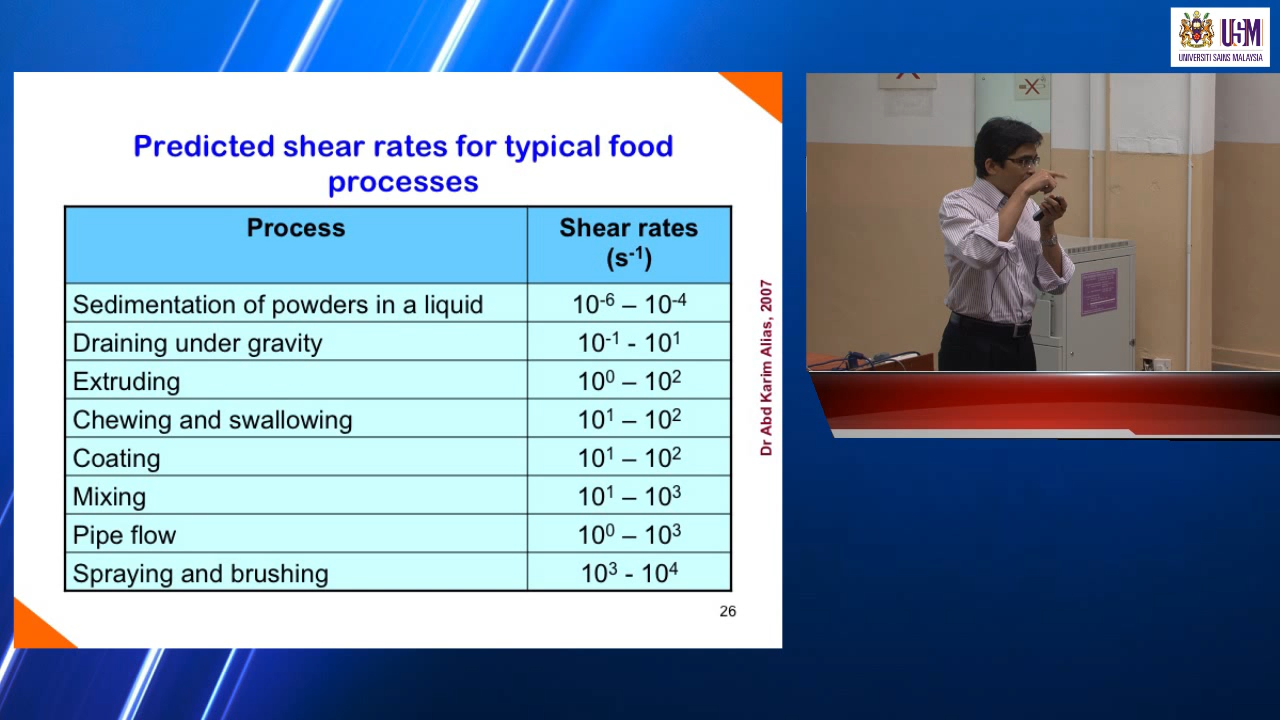 USM
UNIVERSITI SAINS MALAYSIA
Predicted shear rates for typical food
processes
Process
Shear rates
(s⁻¹)
Sedimentation of powders in a liquid
10⁻⁶ – 10⁻⁴
Draining under gravity
10⁻¹ - 10¹
Extruding
10⁰ – 10²
Chewing and swallowing
10¹ – 10²
Coating
10¹ – 10²
Mixing
10¹ – 10³
Pipe flow
10⁰ – 10³
Spraying and brushing
10³ - 10⁴
26
Dr Abd Karim Alias, 2007